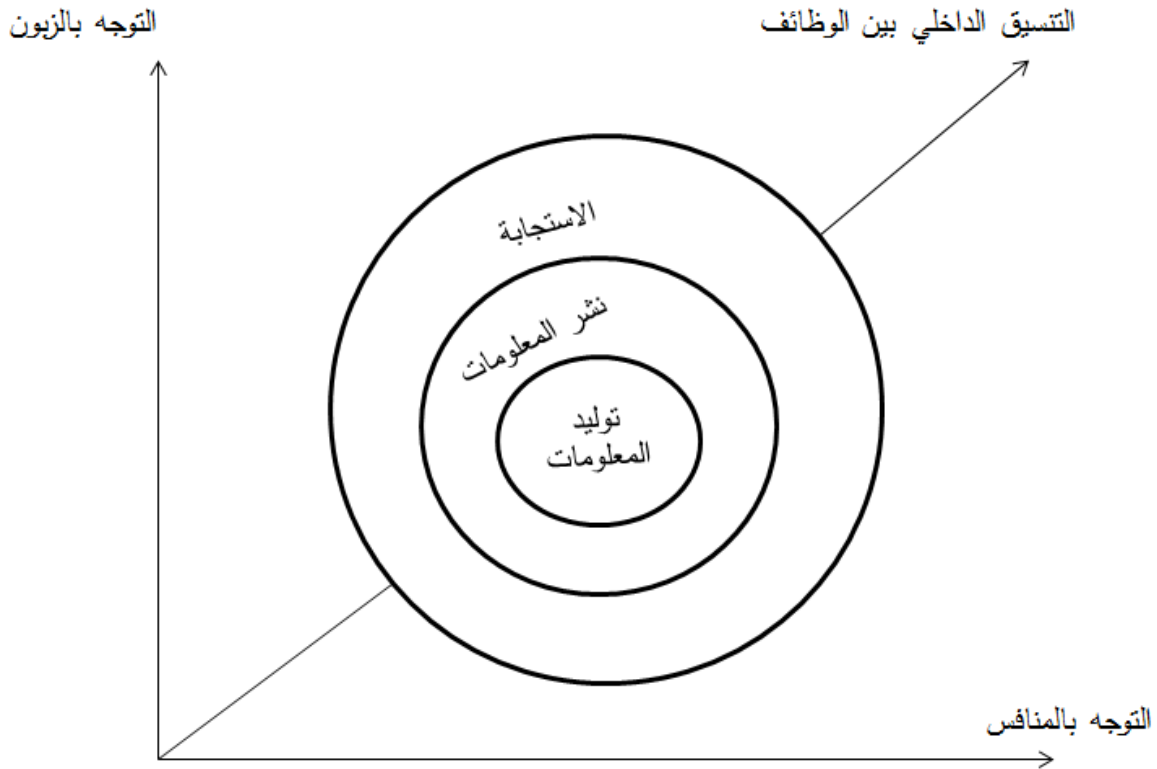 التنسيق الداخلي بين الوظائف
التوجه بالزبون
الاستجابة
نشر المعلومات
توليد
المعلومات
التوجه بالمنافس